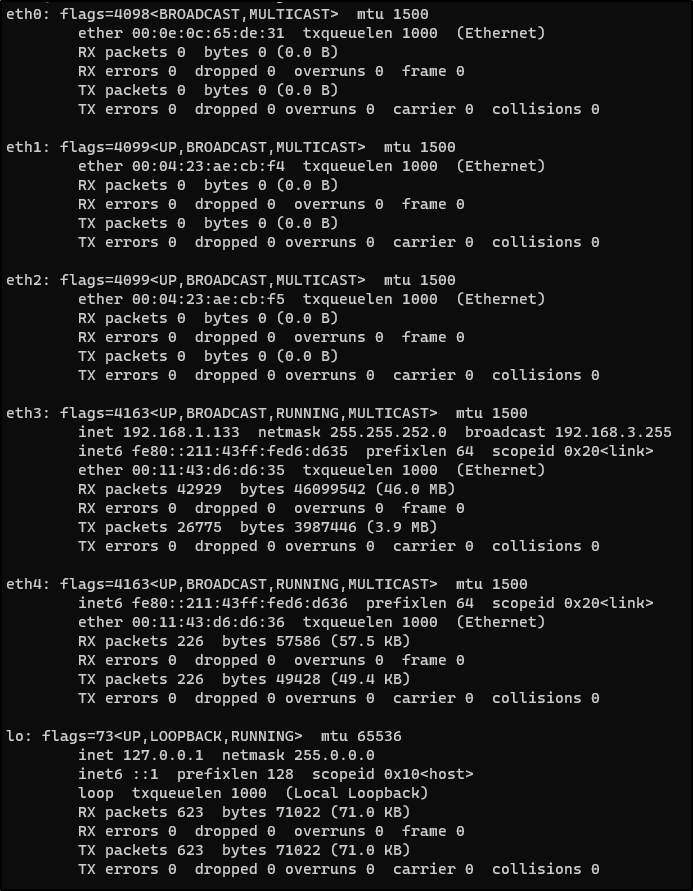 eth0: flags=4098<BROADCAST,MULTICAST>  mtu 1500
        ether 00:0e:0c:65:de:31  txqueuelen 1000  (Ethernet)
        RX packets 0  bytes 0 (0.0 B)
        RX errors 0  dropped 0  overruns 0  frame 0
        TX packets 0  bytes 0 (0.0 B)
        TX errors 0  dropped 0 overruns 0  carrier 0  collisions 0

eth1: flags=4099<UP,BROADCAST,MULTICAST>  mtu 1500
        ether 00:04:23:ae:cb:f4  txqueuelen 1000  (Ethernet)
        RX packets 0  bytes 0 (0.0 B)
        RX errors 0  dropped 0  overruns 0  frame 0
        TX packets 0  bytes 0 (0.0 B)
        TX errors 0  dropped 0 overruns 0  carrier 0  collisions 0

eth2: flags=4099<UP,BROADCAST,MULTICAST>  mtu 1500
        ether 00:04:23:ae:cb:f5  txqueuelen 1000  (Ethernet)
        RX packets 0  bytes 0 (0.0 B)
        RX errors 0  dropped 0  overruns 0  frame 0
        TX packets 0  bytes 0 (0.0 B)
        TX errors 0  dropped 0 overruns 0  carrier 0  collisions 0

eth3: flags=4163<UP,BROADCAST,RUNNING,MULTICAST>  mtu 1500
        inet 192.168.1.133  netmask 255.255.252.0  broadcast 192.168.3.255
        inet6 fe80::211:43ff:fed6:d635  prefixlen 64  scopeid 0x20<link>
        ether 00:11:43:d6:d6:35  txqueuelen 1000  (Ethernet)
        RX packets 42929  bytes 46099542 (46.0 MB)
        RX errors 0  dropped 0  overruns 0  frame 0
        TX packets 26775  bytes 3987446 (3.9 MB)
        TX errors 0  dropped 0 overruns 0  carrier 0  collisions 0

eth4: flags=4163<UP,BROADCAST,RUNNING,MULTICAST>  mtu 1500
        inet6 fe80::211:43ff:fed6:d636  prefixlen 64  scopeid 0x20<link>
        ether 00:11:43:d6:d6:36  txqueuelen 1000  (Ethernet)
        RX packets 226  bytes 57586 (57.5 KB)
        RX errors 0  dropped 0  overruns 0  frame 0
        TX packets 226  bytes 49428 (49.4 KB)
        TX errors 0  dropped 0 overruns 0  carrier 0  collisions 0

lo: flags=73<UP,LOOPBACK,RUNNING>  mtu 65536
        inet 127.0.0.1  netmask 255.0.0.0
        inet6 ::1  prefixlen 128  scopeid 0x10<host>
        loop  txqueuelen 1000  (Local Loopback)
        RX packets 623  bytes 71022 (71.0 KB)
        RX errors 0  dropped 0  overruns 0  frame 0
        TX packets 623  bytes 71022 (71.0 KB)
        TX errors 0  dropped 0 overruns 0  carrier 0  collisions 0